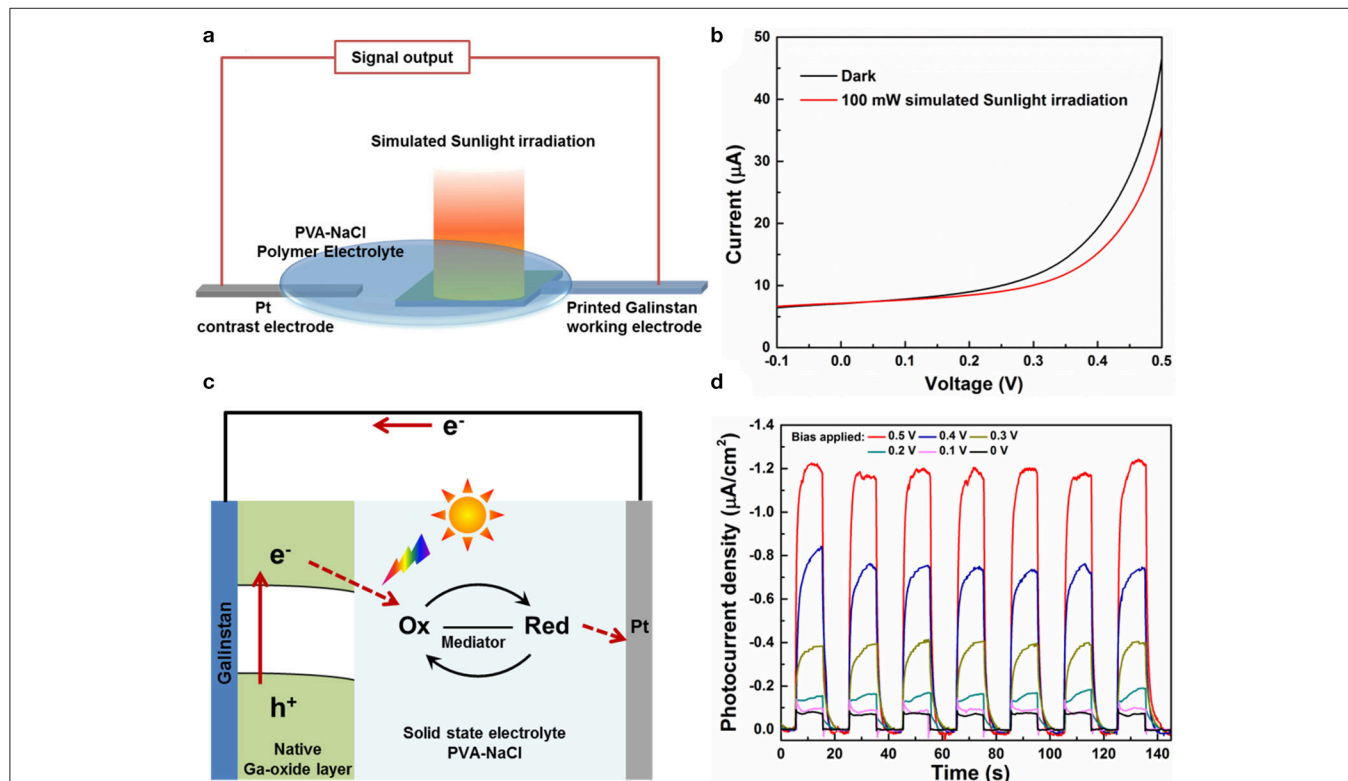 a
Signal output
Simulated Sunlight irradiation
PVA-NaCl
Polymer Electrolyte
Pt
contrast electrode
Printed Galinstan
working electrode
b
50
40
30
20
10
0
Current (μA)
Dark
100 mW simulated Sunlight irradiation
-0.1
0.0
0.1
0.2
0.3
0.4
0.5
Voltage (V)
c
e-
Galinstan
e-
h+
Native
Ga-oxide layer
Ox
Mediator
Red
Pt
Solid state electrolyte
PVA-NaCl
d
-1.4
-1.2
-1.0
-0.8
-0.6
-0.4
-0.2
0.0
Photocurrent density (μA/cm2)
Bias applied: 0.5 V 0.4 V 0.3 V
0.2 V 0.1 V 0 V
0
20
40
60
80
100
120
140
Time (s)